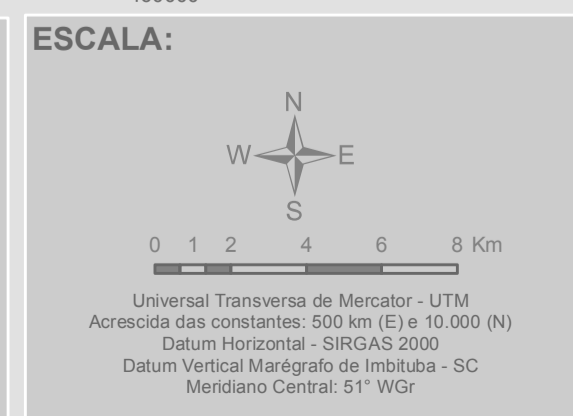 ESCALA:
N
W E
S
0 1 2 4 6 8 Km
Universal Transversa de Mercator - UTM
Acrescida das constantes: 500 km (E) e 10.000 (N)
Datum Horizontal - SIRGAS 2000
Datum Vertical Marégrafo de Imbituba - SC
Meridiano Central: 51° WGr